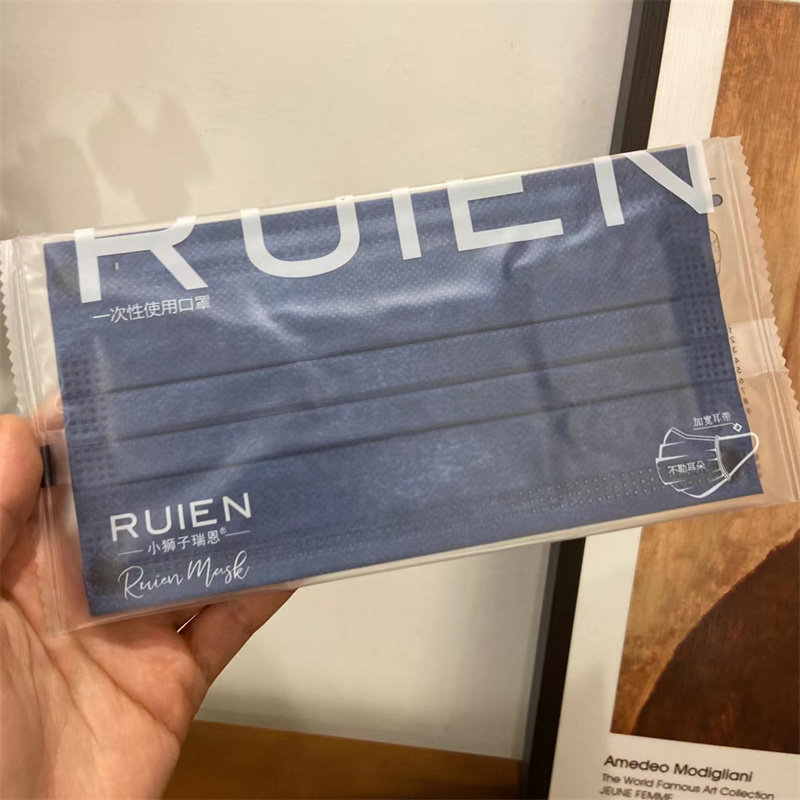 RUIEN
一次性使用口罩
加宽耳带
不勒耳朵
RUIEN
小狮子瑞恩®
Ruien Mask
Amedeo Modigliani
The World Famous Art Collection
JEUNE FEMME